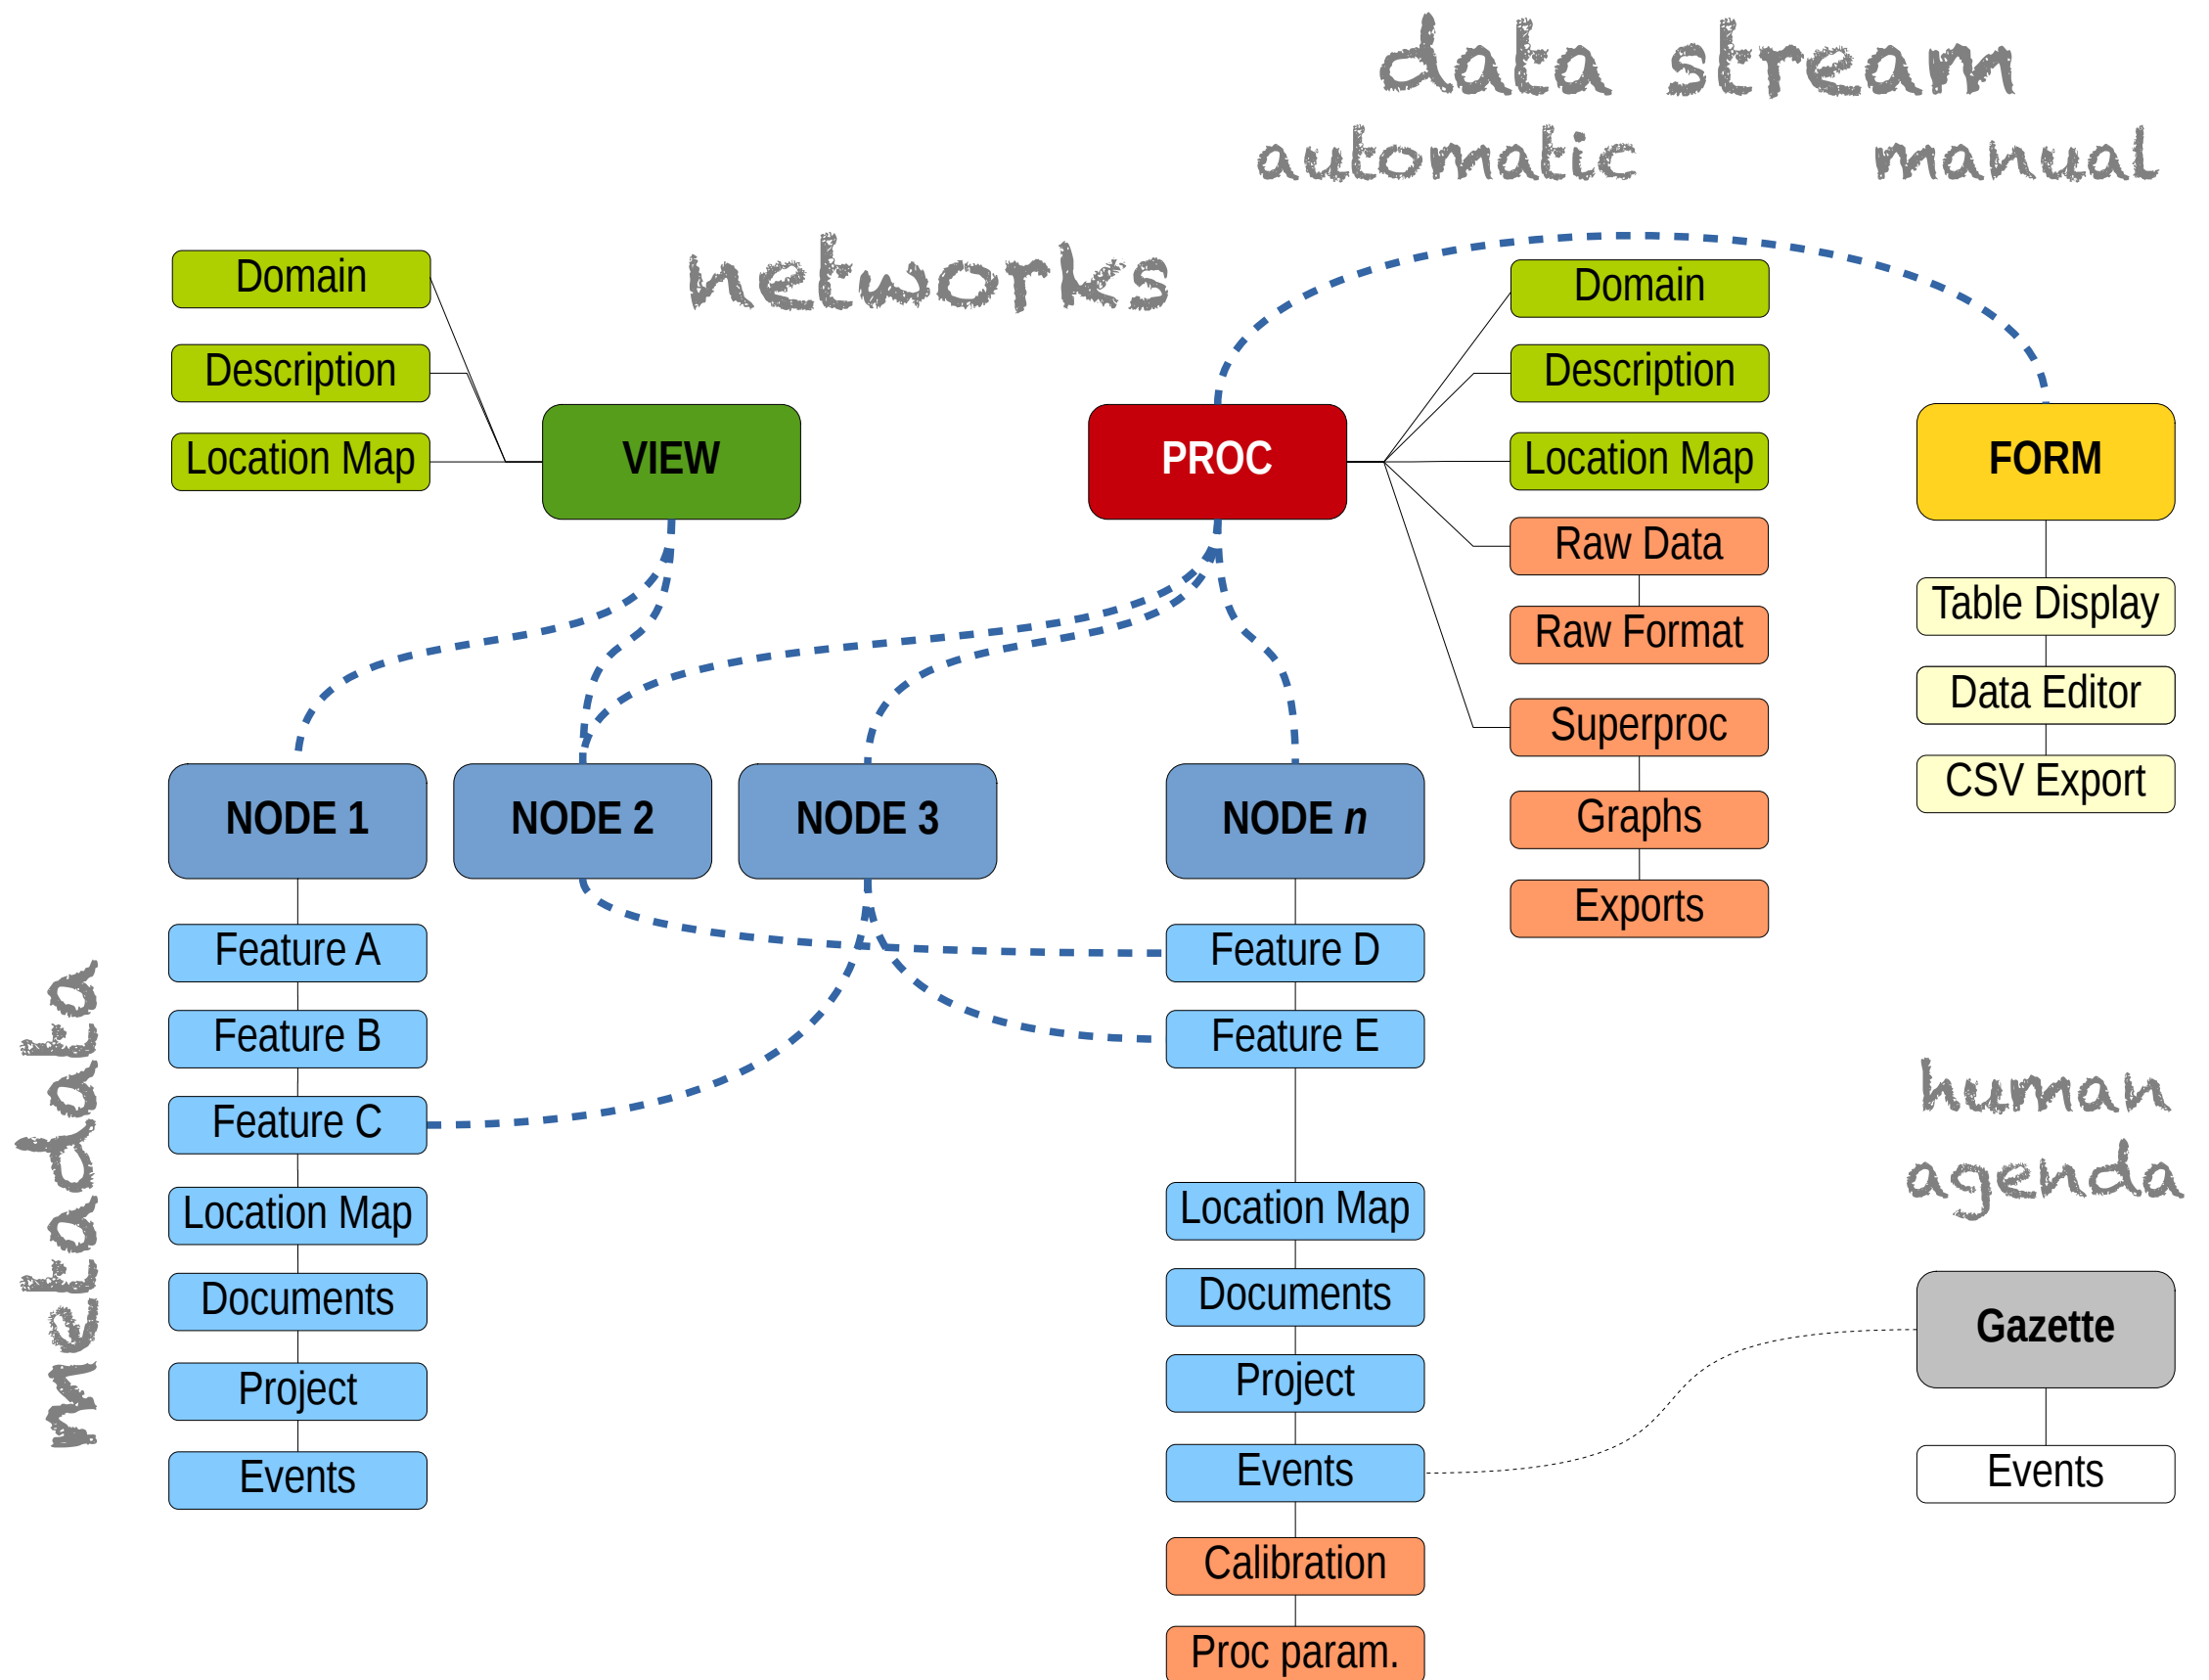 data stream
automatic manual
networks
Domain
Description
Location Map
VIEW
PROC
Domain
Description
Location Map
Raw Data
Raw Format
Superproc
Graphs
Exports
FORM
Table Display
Data Editor
CSV Export
NODE 1
NODE 2
NODE 3
NODE n
metadata
Feature A
Feature B
Feature C
Location Map
Documents
Project
Events
Feature D
Feature E
Location Map
Documents
Project
Events
Calibration
Proc param.
human
agenda
Gazette
Events